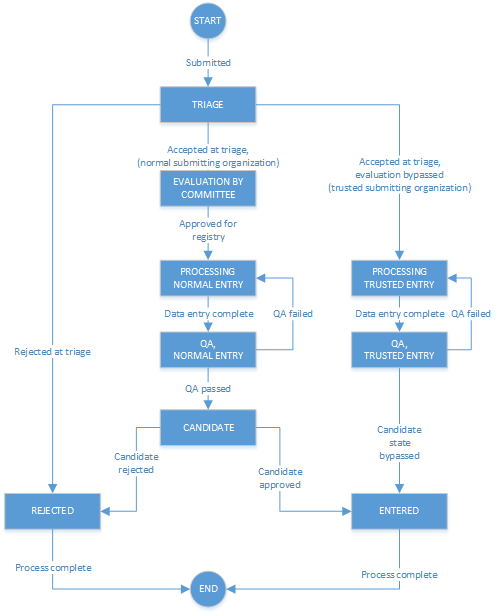 START
Submitted
TRIAGE
Accepted at triage,
(normal submitting organization)
Accepted at triage,
evaluation bypassed
(trusted submitting organization)
EVALUATION BY
COMMITTEE
Approved for
registry
PROCESSING
NORMAL ENTRY
PROCESSING
TRUSTED ENTRY
Data entry complete
QA failed
Data entry complete
QA failed
Rejected at triage
QA,
NORMAL ENTRY
QA,
TRUSTED ENTRY
QA passed
CANDIDATE
Candidate
state
bypassed
Candidate
rejected
Candidate
approved
REJECTED
ENTERED
Process complete
Process complete
END